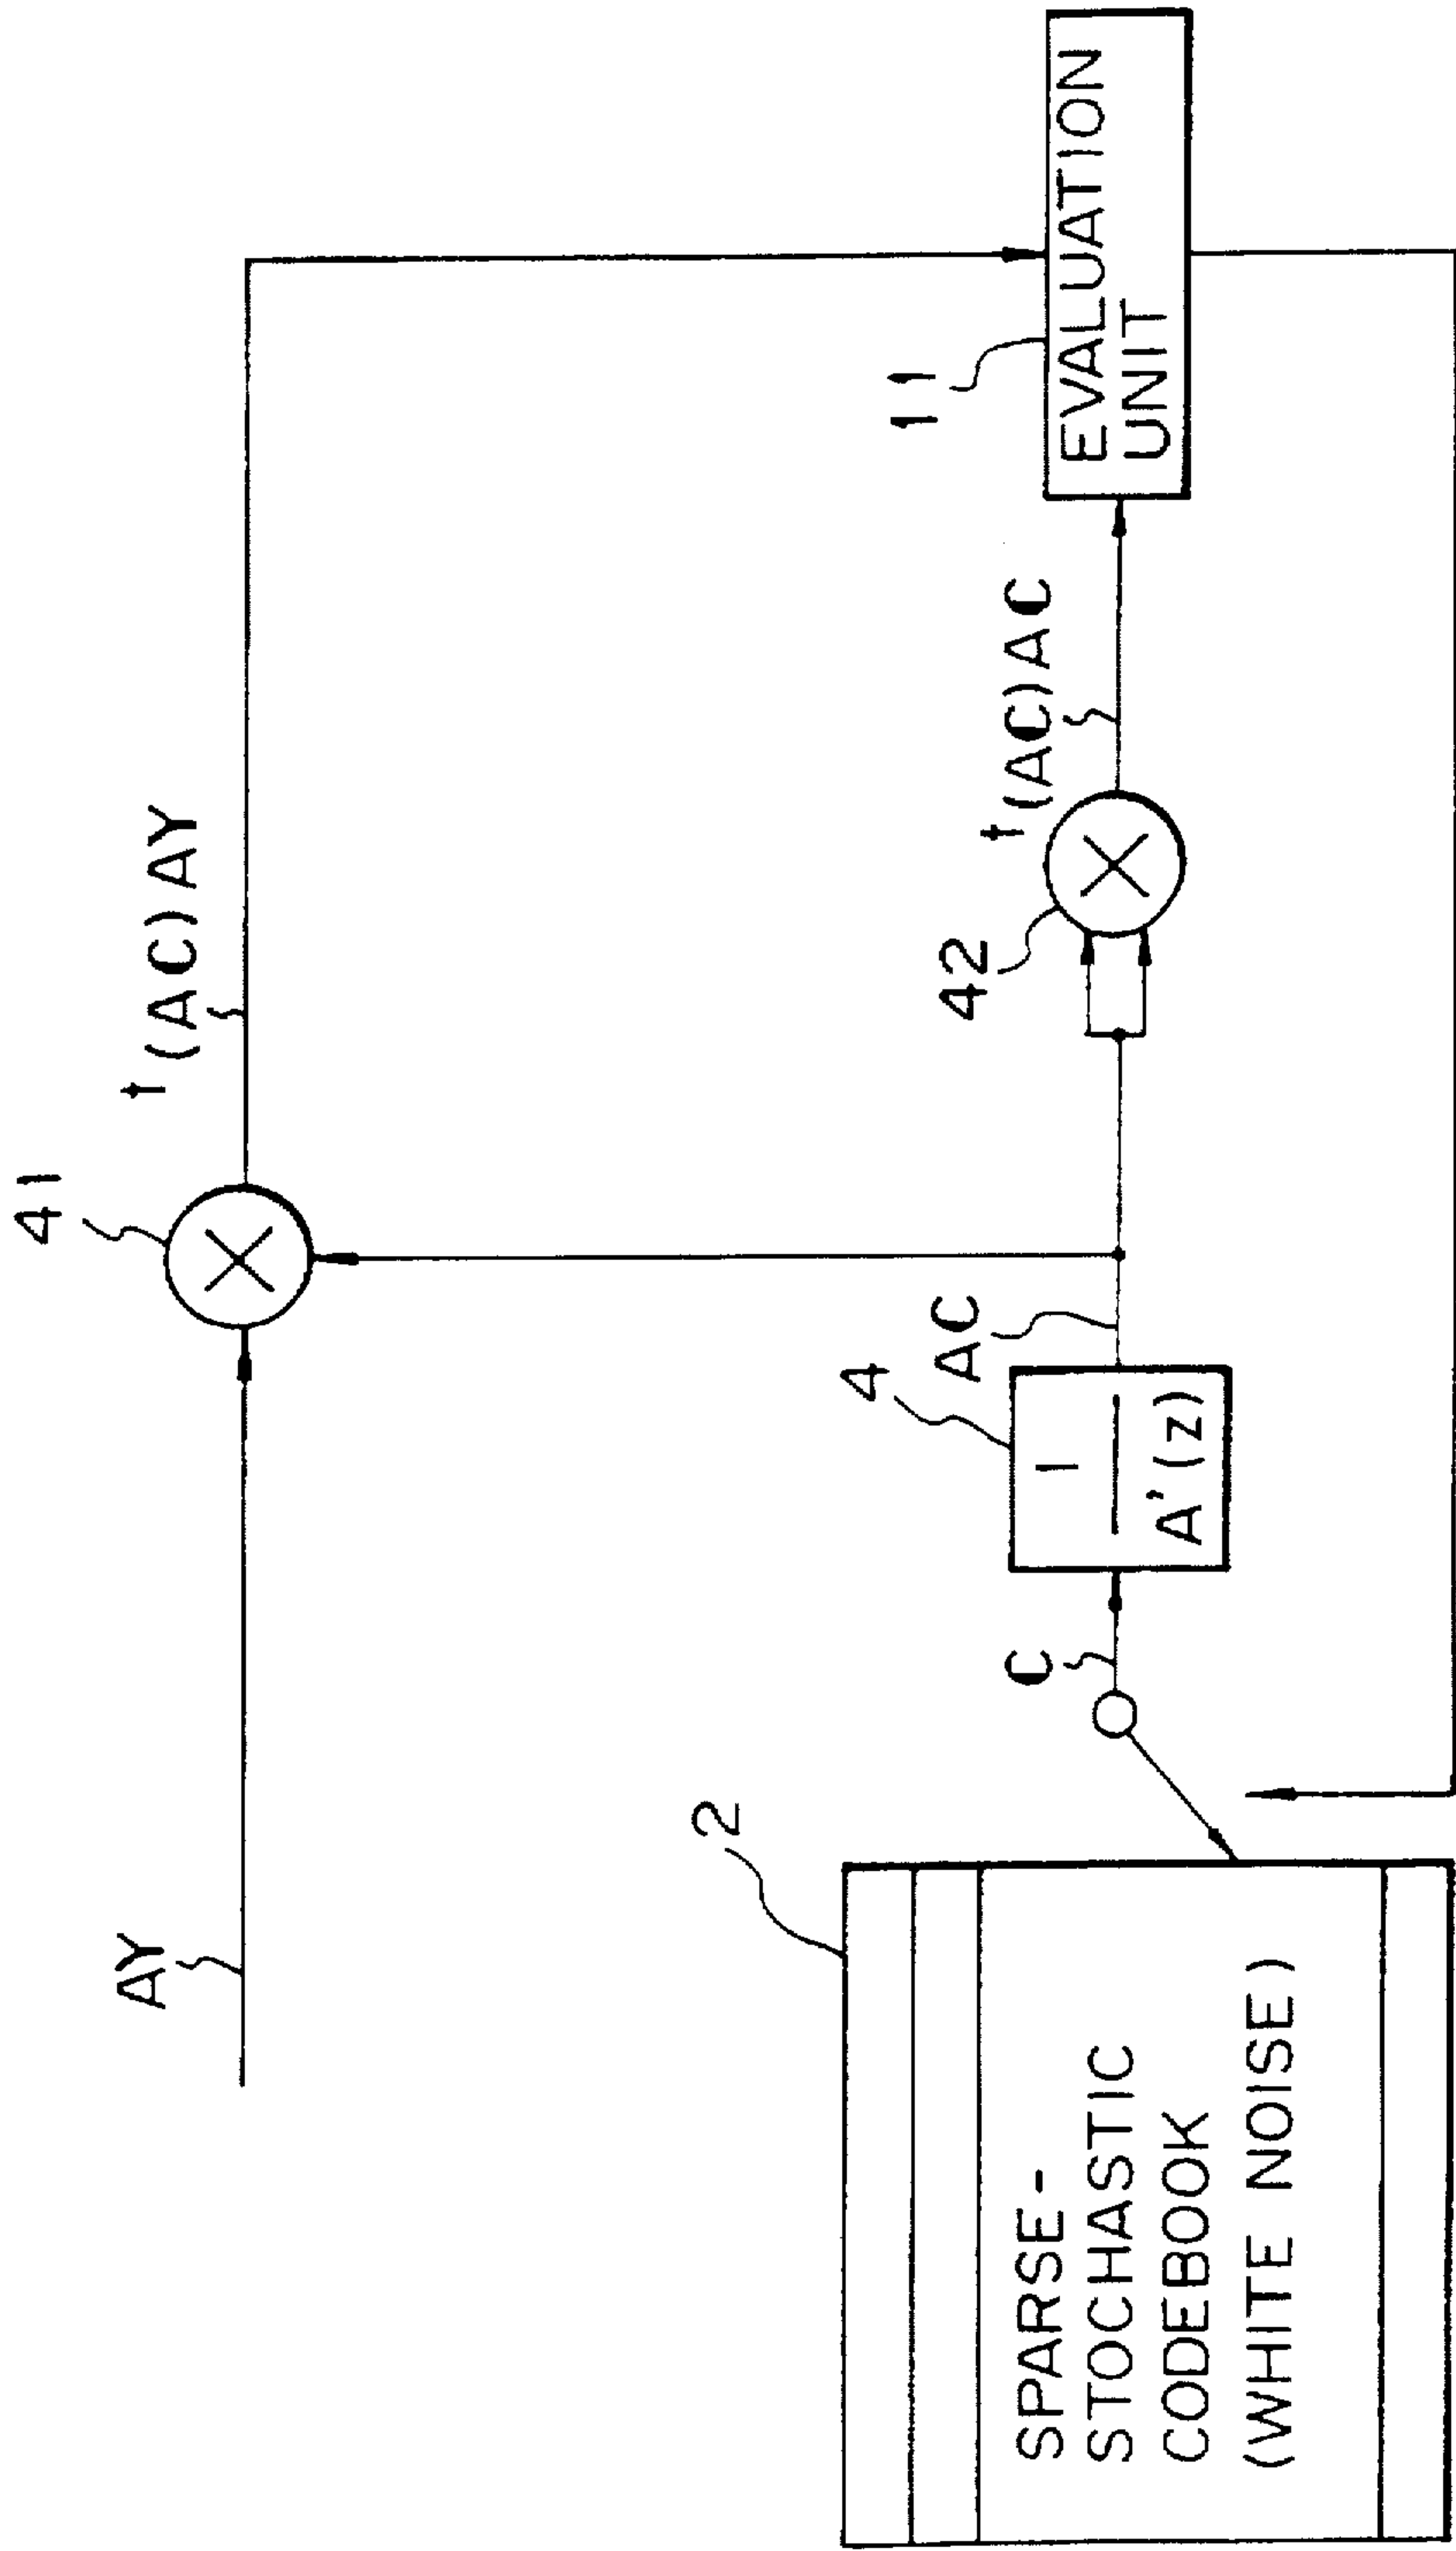 41
ᵗ(AC)AY
AY
11
EVALUATION
UNIT
42
ᵗ(AC)AC
4
AC
1
A'(z)
C
2
SPARSE-
STOCHASTIC
CODEBOOK
(WHITE NOISE)